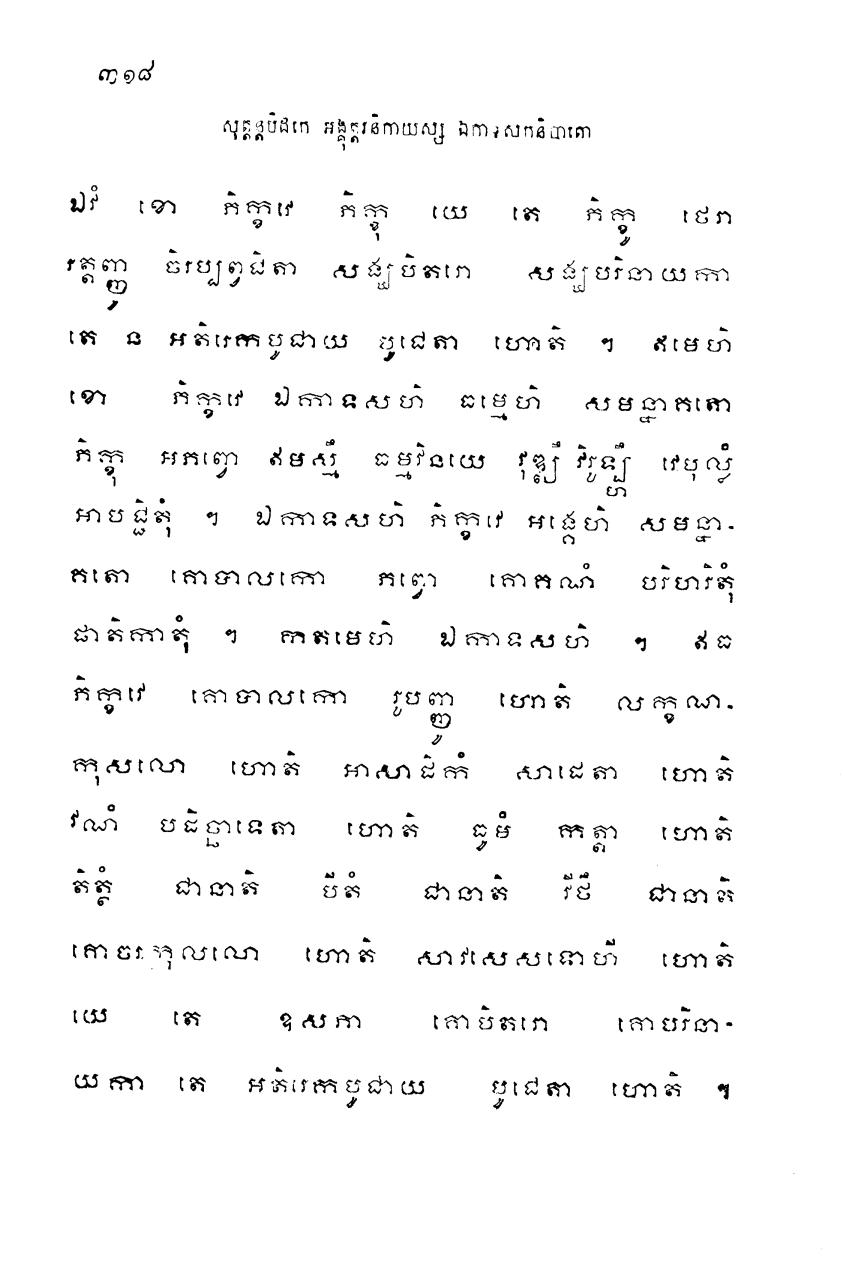 ៣១៨
សុត្តន្តបិដកេ អង្គុត្តរនិកាយស្ស ឯកាទសកនិបាតោ
ឯវំ ខោ ភិក្ខវេ ភិក្ខុ យេ តេ ភិក្ខូ ថេរា
រត្តញ្ញូ ចិរប្បព្វជិតា សង្ឃបិតរោ សង្ឃបរិនាយកា
តេ ន អតិរេកបូជាយ បូជេតា ហោតិ ។ ឥមេហិ
ខោ ភិក្ខវេ ឯកាទសហិ ធម្មេហិ សមន្នាគតោ
ភិក្ខុ អភព្វោ ឥមស្មឹ ធម្មវិនយេ វុឌ្ឍឹ វិរូឡ្ហឹ វេបុល្លំ
អាបជ្ជិតុំ ។ ឯកាទសហិ ភិក្ខវេ អង្គេហិ សមន្នា-
គតោ គោបាលកោ ភព្វោ គោគណំ បរិហរិតុំ
ផាតិកាតុំ ។ កាតមេហិ ឯកាទសហិ ។ ឥធ
ភិក្ខវេ គោបាលកោ រូបញ្ញូ ហោតិ លក្ខណ-
កុសលោ ហោតិ អាសាដិកំ សាដេតា ហោតិ
វណំ បដិច្ឆាទេតា ហោតិ ធូមំ កត្តា ហោតិ
តិត្ថំ ជានាតិ បីតំ ជានាតិ វីថឹ ជានាតិ
គោចរកុសលោ ហោតិ សាវសេសទោហី ហោតិ
យេ តេ ឧសភា គោបិតរោ គោបរិនា-
យកា តេ អតិរេកបូជាយ បូជេតា ហោតិ ។